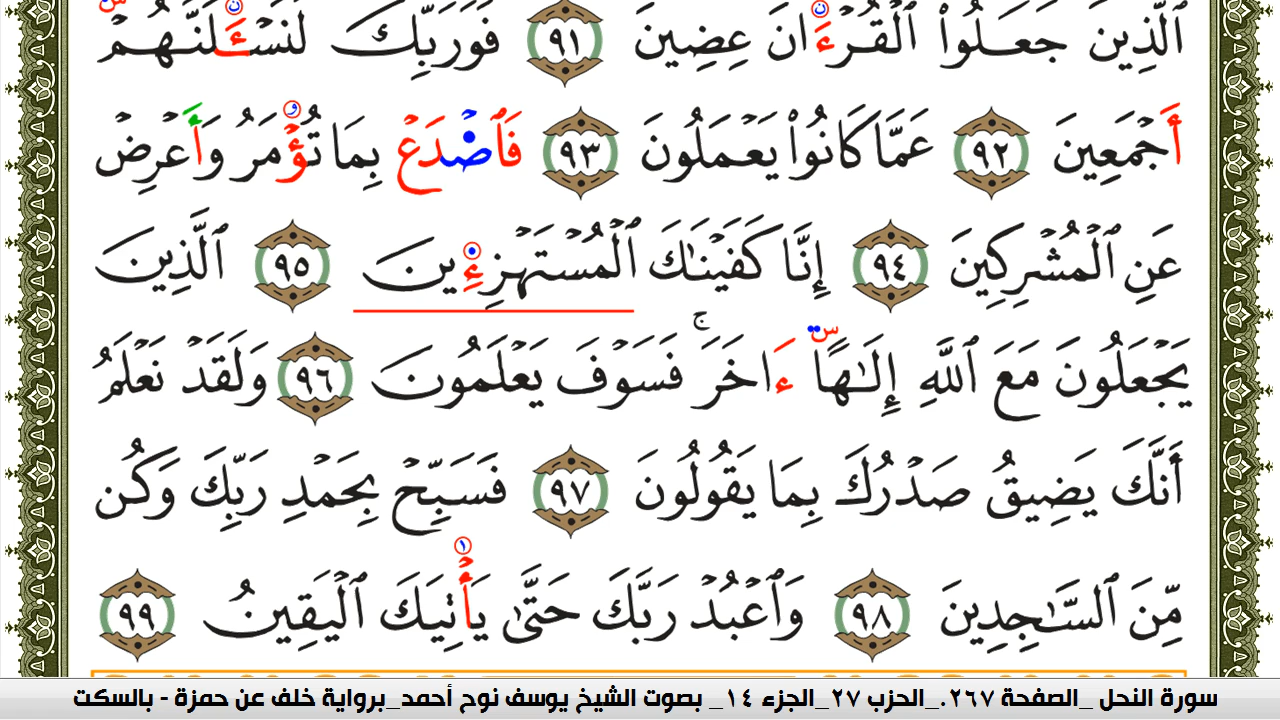 ٱلَّذِينَ جَعَلُوا۟ ٱلْقُرْءَانَ عِضِينَ ٩١ فَوَرَبِّكَ لَنَسْـَٔلَنَّهُمْ
أَجْمَعِينَ ٩٢ عَمَّا كَانُوا۟ يَعْمَلُونَ ٩٣ فَٱصْدَعْ بِمَا تُؤْمَرُ وَأَعْرِضْ
عَنِ ٱلْمُشْرِكِينَ ٩٤ إِنَّا كَفَيْنَـٰكَ ٱلْمُسْتَهْزِءِينَ ٩٥ ٱلَّذِينَ
يَجْعَلُونَ مَعَ ٱللَّهِ إِلَـٰهًا ءَاخَرَ ۚ فَسَوْفَ يَعْلَمُونَ ٩٦ وَلَقَدْ نَعْلَمُ
أَنَّكَ يَضِيقُ صَدْرُكَ بِمَا يَقُولُونَ ٩٧ فَسَبِّحْ بِحَمْدِ رَبِّكَ وَكُن
مِّنَ ٱلسَّـٰجِدِينَ ٩٨ وَٱعْبُدْ رَبَّكَ حَتَّىٰ يَأْتِيَكَ ٱلْيَقِينُ ٩٩
سورة النحل _الصفحة ٢٦٧._الحزب ٢٧_الجزء ١٤_ بصوت الشيخ يوسف نوح أحمد_برواية خلف عن حمزة - بالسكت